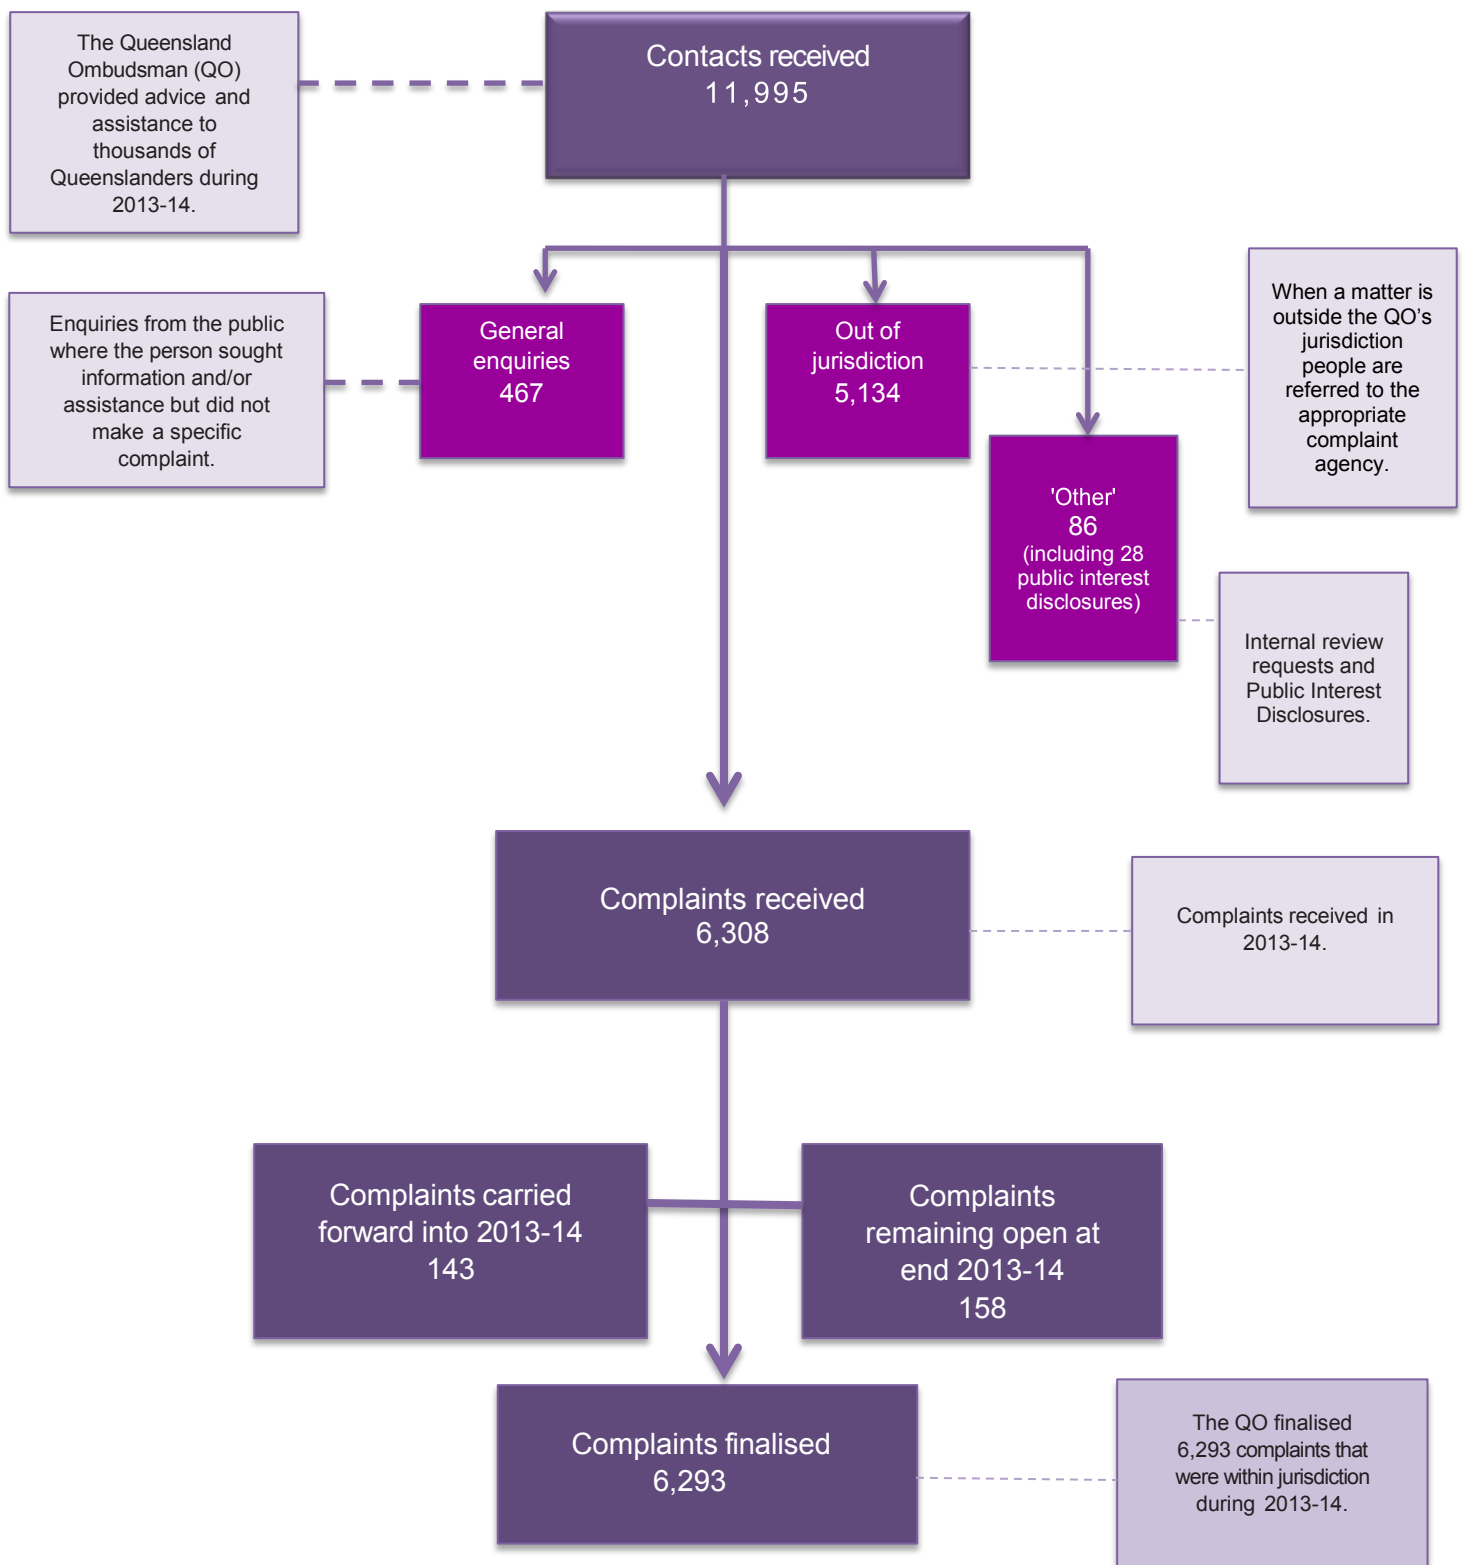 The Queensland
Ombudsman (QO)
provided advice and
assistance to
thousands of
Queenslanders during
2013-14.
Contacts received
11,995
Enquiries from the public
where the person sought
information and/or
assistance but did not
make a specific
complaint.
General
enquiries
467
Out of
jurisdiction
5,134
When a matter is
outside the QO's
jurisdiction
people are
referred to the
appropriate
complaint
agency.
'Other'
86
(including 28
public interest
disclosures)
Internal review
requests and
Public Interest
Disclosures.
Complaints received
6,308
Complaints received in
2013-14.
Complaints carried
forward into 2013-14
143
Complaints
remaining open at
end 2013-14
158
Complaints finalised
6,293
The QO finalised
6,293 complaints that
were within jurisdiction
during 2013-14.